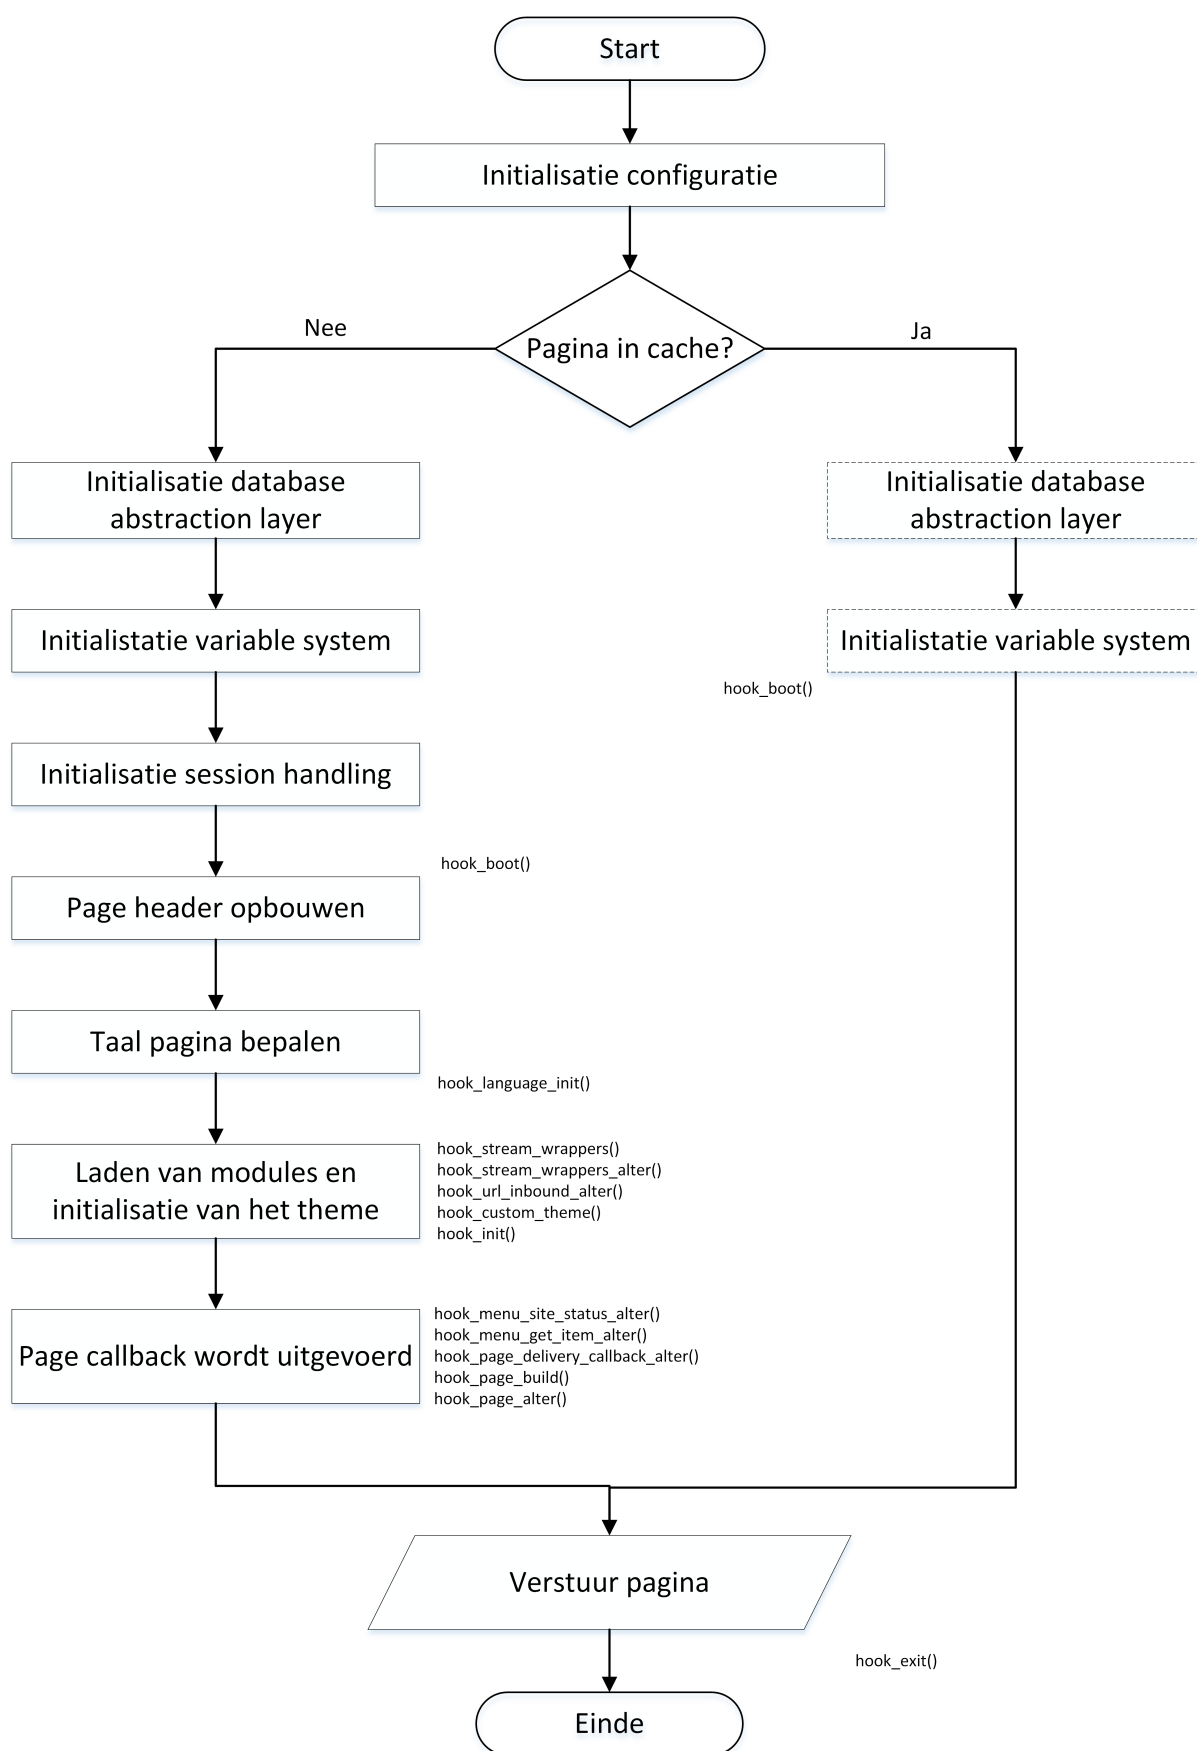 Start
Initialisatie configuratie
Pagina in cache?
Nee
Ja
Initialisatie database
abstraction layer
Initialistatie variable system
Initialisatie session handling
hook_boot()
Page header opbouwen
Taal pagina bepalen
hook_language_init()
Laden van modules en
initialisatie van het theme
hook_stream_wrappers()
hook_stream_wrappers_alter()
hook_url_inbound_alter()
hook_custom_theme()
hook_init()
Page callback wordt uitgevoerd
hook_menu_site_status_alter()
hook_menu_get_item_alter()
hook_page_delivery_callback_alter()
hook_page_build()
hook_page_alter()
Initialisatie database
abstraction layer
Initialistatie variable system
hook_boot()
Verstuur pagina
hook_exit()
Einde